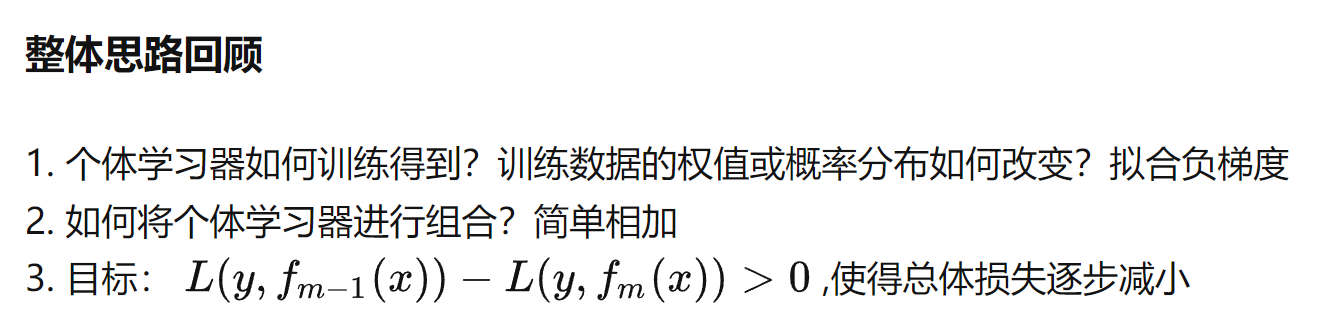 整体思路回顾
1. 个体学习器如何训练得到？训练数据的权值或概率分布如何改变？拟合负梯度
2. 如何将个体学习器进行组合？简单相加
3. 目标： L(y, f_{m-1}(x)) - L(y, f_m(x)) > 0 ,使得总体损失逐步减小